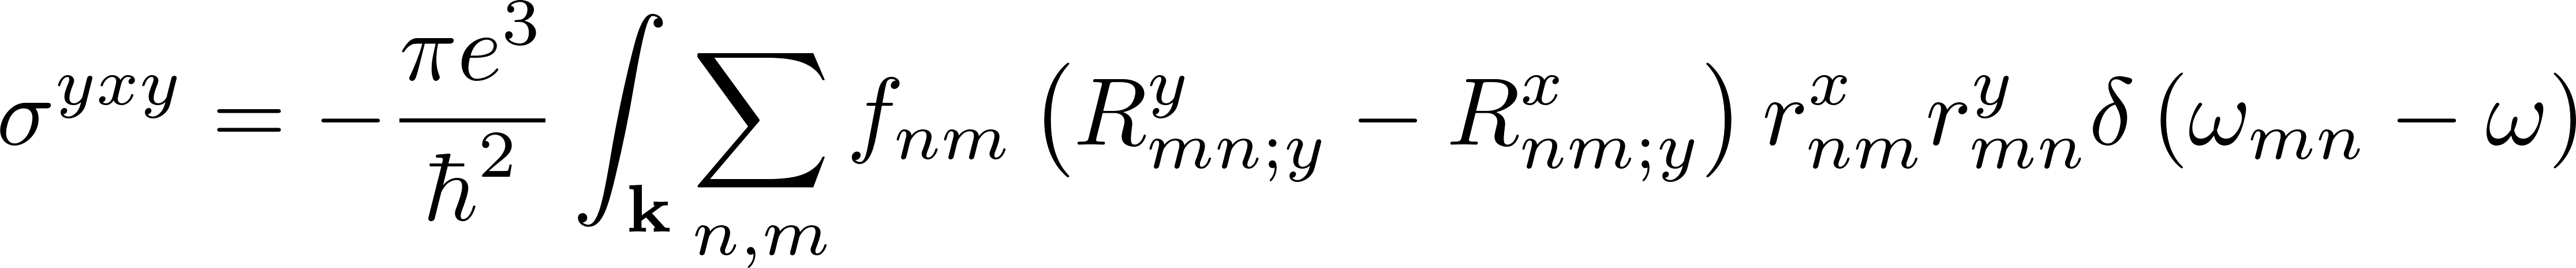 $\sigma^{yxy} = -\frac{\pi e^3}{\hbar^2} \int_{\mathbf{k}} \sum_{n,m} f_{nm} \left( R^{y}_{mn;y} - R^{x}_{nm;y} \right) r^{x}_{nm} r^{y}_{mn} \delta \left( \omega_{mn} - \omega \right)$